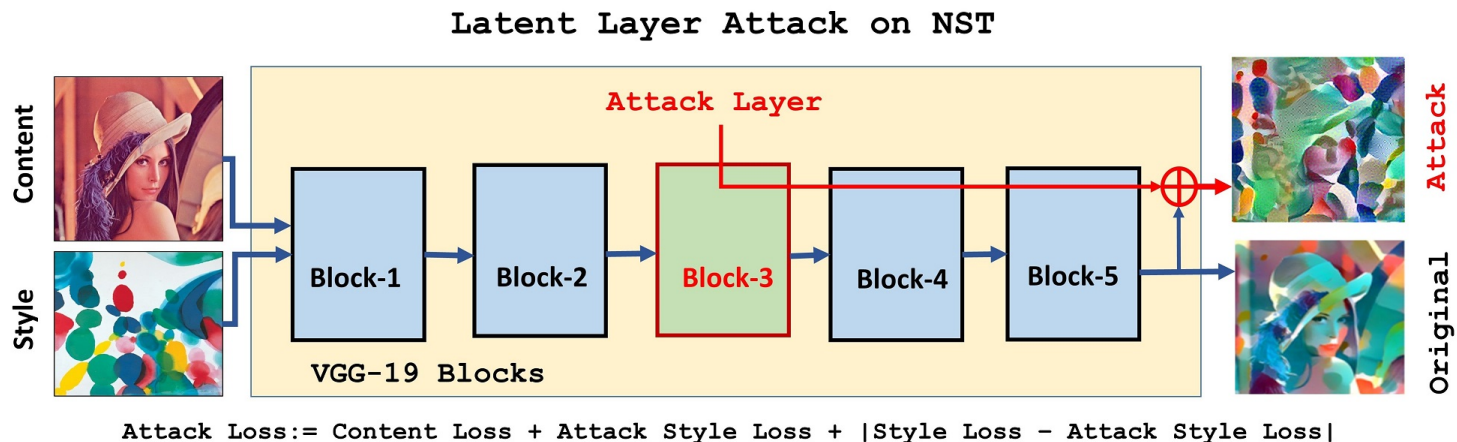 Latent Layer Attack on NST
Content
Style
Attack Layer
Block-1
Block-2
Block-3
Block-4
Block-5
VGG-19 Blocks
Attack
Original
Attack Loss:= Content Loss + Attack Style Loss + |Style Loss – Attack Style Loss|